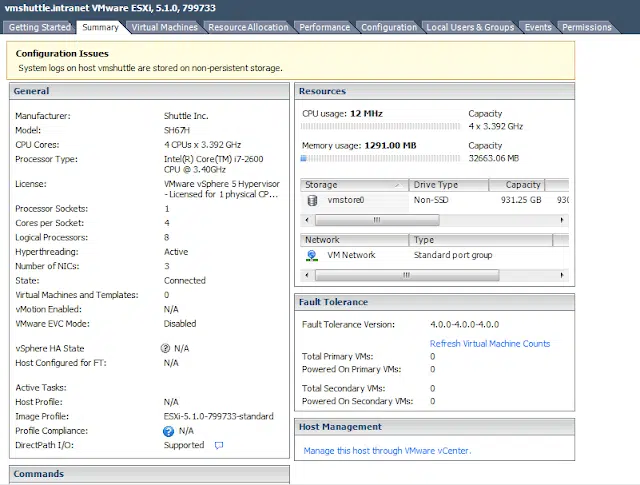 vmshuttle.intranet VMware ESXi, 5.1.0, 799733
Getting Started Summary Virtual Machines Resource Allocation Performance Configuration Local Users & Groups Events Permissions
Configuration Issues
System logs on host vmshuttle are stored on non-persistent storage.
General
Manufacturer: Shuttle Inc.
Model: SH67H
CPU Cores: 4 CPUs x 3.392 GHz
Processor Type: Intel(R) Core(TM) i7-2600
CPU @ 3.40GHz
License: VMware vSphere 5 Hypervisor
- Licensed for 1 physical CP...
Processor Sockets: 1
Cores per Socket: 4
Logical Processors: 8
Hyperthreading: Active
Number of NICs: 3
State: Connected
Virtual Machines and Templates: 0
vMotion Enabled: N/A
VMware EVC Mode: Disabled
vSphere HA State N/A
Host Configured for FT: N/A
Active Tasks:
Host Profile: N/A
Image Profile: ESXi-5.1.0-799733-standard
Profile Compliance: N/A
DirectPath I/O: Supported
Commands
Resources
CPU usage: 12 MHz Capacity
4 x 3.392 GHz
Memory usage: 1291.00 MB Capacity
32663.06 MB
Storage Drive Type Capacity
vmstore0 Non-SSD 931.25 GB 930
Network Type
VM Network Standard port group
Fault Tolerance
Fault Tolerance Version: 4.0.0-4.0.0-4.0.0
Refresh Virtual Machine Counts
Total Primary VMs: 0
Powered On Primary VMs: 0
Total Secondary VMs: 0
Powered On Secondary VMs: 0
Host Management
Manage this host through VMware vCenter.